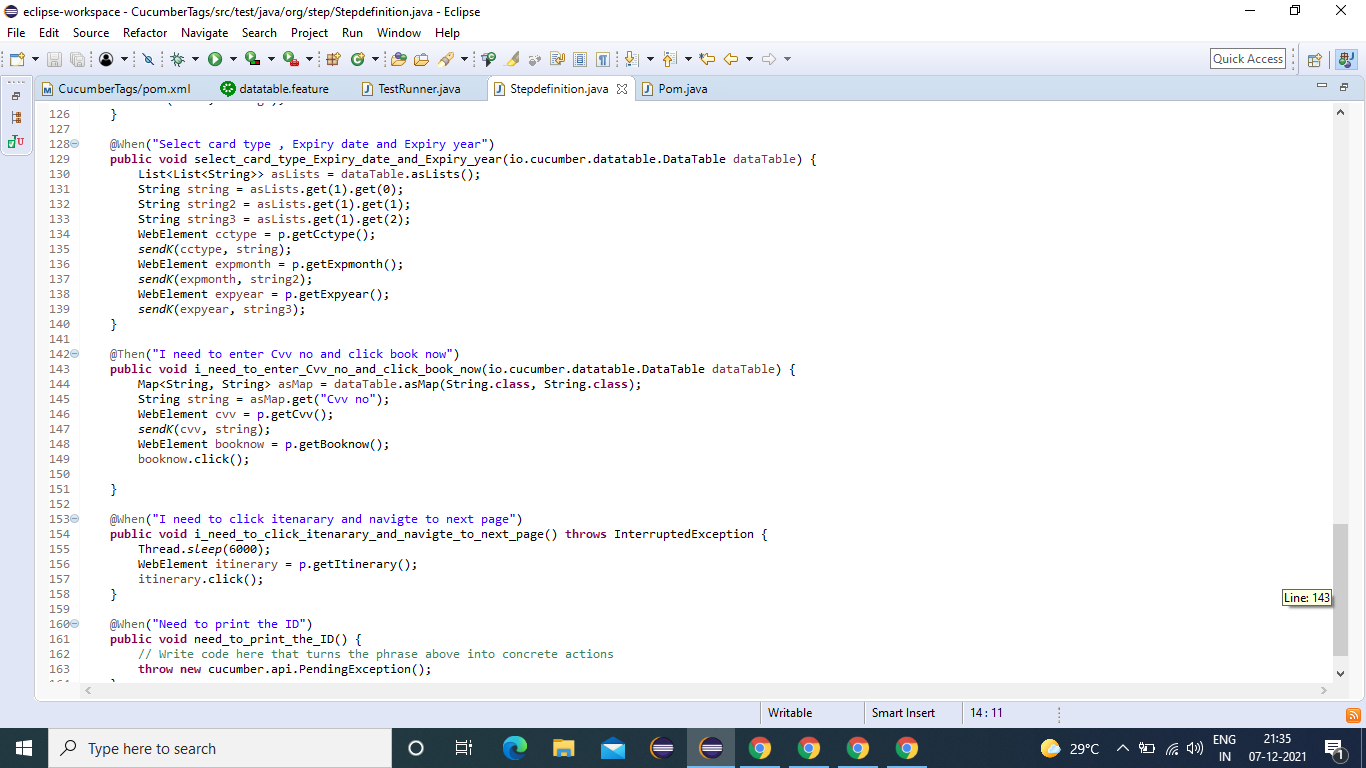 eclipse-workspace - CucumberTags/src/test/java/org/step/Stepdefinition.java - Eclipse
File Edit Source Refactor Navigate Search Project Run Window Help
Quick Access
CucumberTags/pom.xml datatable.feature TestRunner.java Stepdefinition.java Pom.java
126 }
127
128 @When("Select card type , Expiry date and Expiry year")
129 public void select_card_type_Expiry_date_and_Expiry_year(io.cucumber.datatable.DataTable dataTable) {
130 List<List<String>> asLists = dataTable.asLists();
131 String string = asLists.get(1).get(0);
132 String string2 = asLists.get(1).get(1);
133 String string3 = asLists.get(1).get(2);
134 WebElement cctype = p.getCctype();
135 sendK(cctype, string);
136 WebElement expmonth = p.getExpmonth();
137 sendK(expmonth, string2);
138 WebElement expyear = p.getExpyear();
139 sendK(expyear, string3);
140 }
141
142 @Then("I need to enter Cvv no and click book now")
143 public void i_need_to_enter_Cvv_no_and_click_book_now(io.cucumber.datatable.DataTable dataTable) {
144 Map<String, String> asMap = dataTable.asMap(String.class, String.class);
145 String string = asMap.get("Cvv no");
146 WebElement cvv = p.getCvv();
147 sendK(cvv, string);
148 WebElement booknow = p.getBooknow();
149 booknow.click();
150
151 }
152
153 @When("I need to click itenarary and navigte to next page")
154 public void i_need_to_click_itenarary_and_navigte_to_next_page() throws InterruptedException {
155 Thread.sleep(6000);
156 WebElement itinerary = p.getItinerary();
157 itinerary.click();
158 }
Line: 143
159
160 @When("Need to print the ID")
161 public void need_to_print_the_ID() {
162 // Write code here that turns the phrase above into concrete actions
163 throw new cucumber.api.PendingException();
Writable Smart Insert 14 : 11
Type here to search 29°C ENG IN 21:35 07-12-2021 1